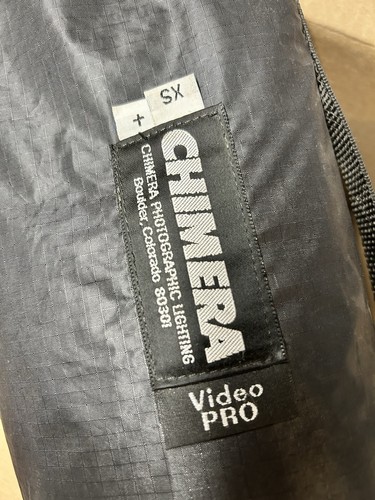 SX
+
CHIMERA
CHIMERA PHOTOGRAPHIC LIGHTING
Boulder, Colorado 80301
Video
PRO